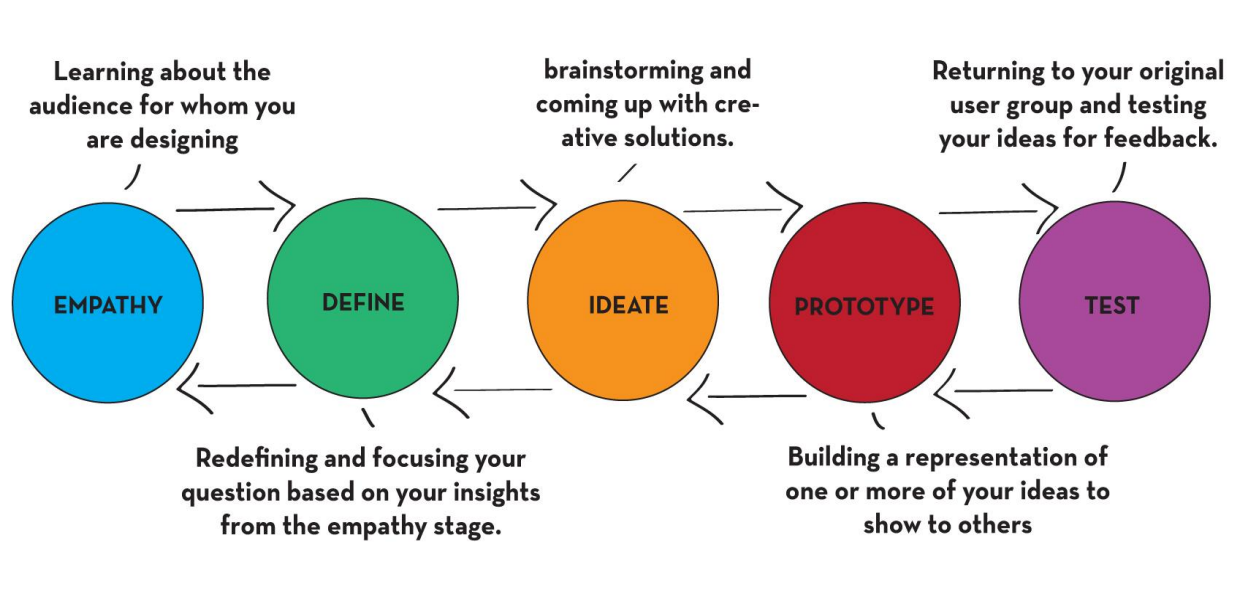 Learning about the
audience for whom you
are designing
brainstorming and
coming up with cre-
ative solutions.
Returning to your original
user group and testing
your ideas for feedback.
EMPATHY
DEFINE
IDEATE
PROTOTYPE
TEST
Redefining and focusing your
question based on your insights
from the empathy stage.
Building a representation of
one or more of your ideas to
show to others